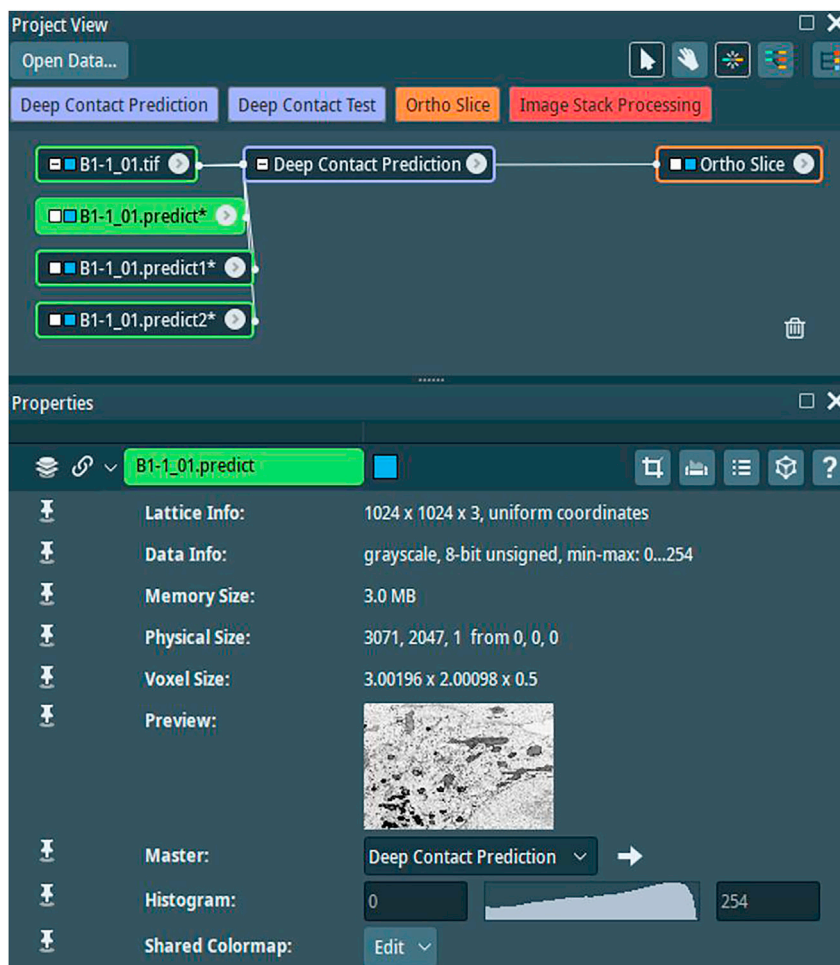 Project View
Open Data...
Deep Contact Prediction Deep Contact Test Ortho Slice Image Stack Processing
B1-1_01.tif Deep Contact Prediction Ortho Slice
B1-1_01.predict*
B1-1_01.predict1*
B1-1_01.predict2*
Properties
B1-1_01.predict ?
Lattice Info: 1024 x 1024 x 3, uniform coordinates
Data Info: grayscale, 8-bit unsigned, min-max: 0...254
Memory Size: 3.0 MB
Physical Size: 3071, 2047, 1 from 0, 0, 0
Voxel Size: 3.00196 x 2.00098 x 0.5
Preview:
Master: Deep Contact Prediction
Histogram: 0 254
Shared Colormap: Edit